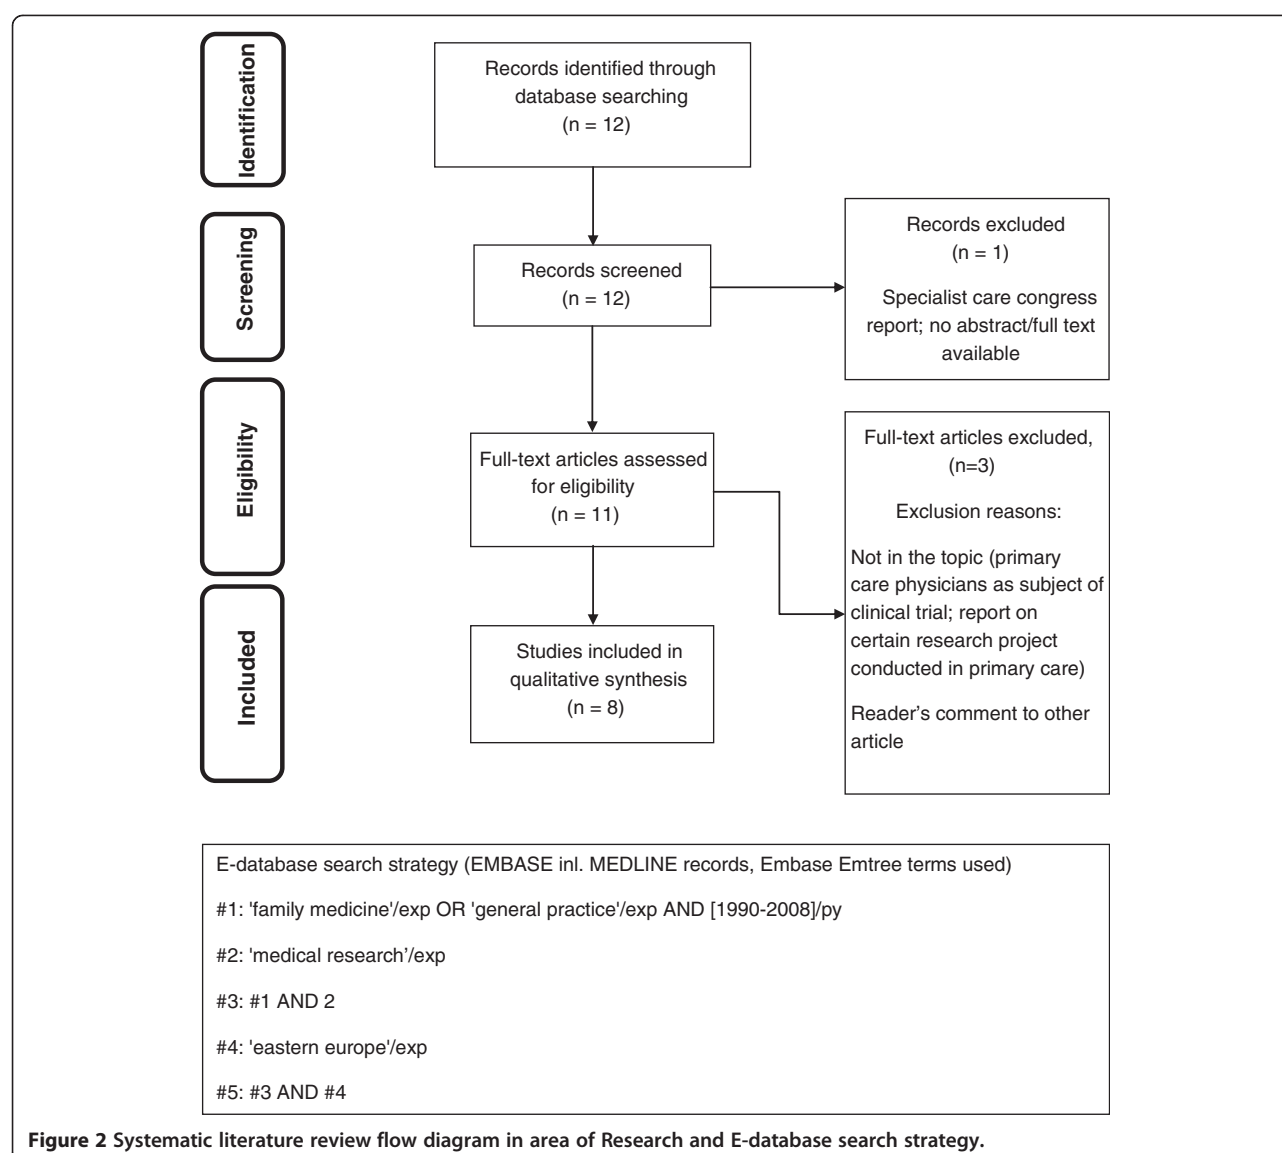 Identification
Records identified through
database searching
(n = 12)
Screening
Records screened
(n = 12)
Records excluded
(n = 1)
Specialist care congress
report; no abstract/full text
available
Eligibility
Full-text articles assessed
for eligibility
(n = 11)
Full-text articles excluded,
(n=3)
Exclusion reasons:
Not in the topic (primary
care physicians as subject of
clinical trial; report on
certain research project
conducted in primary care)
Reader's comment to other
article
Included
Studies included in
qualitative synthesis
(n = 8)
E-database search strategy (EMBASE inl. MEDLINE records, Embase Emtree terms used)
#1: 'family medicine'/exp OR 'general practice'/exp AND [1990-2008]/py
#2: 'medical research’/exp
#3: #1 AND 2
#4: 'eastern europe'/exp
#5: #3 AND #4
Figure 2 Systematic literature review flow diagram in area of Research and E-database search strategy.